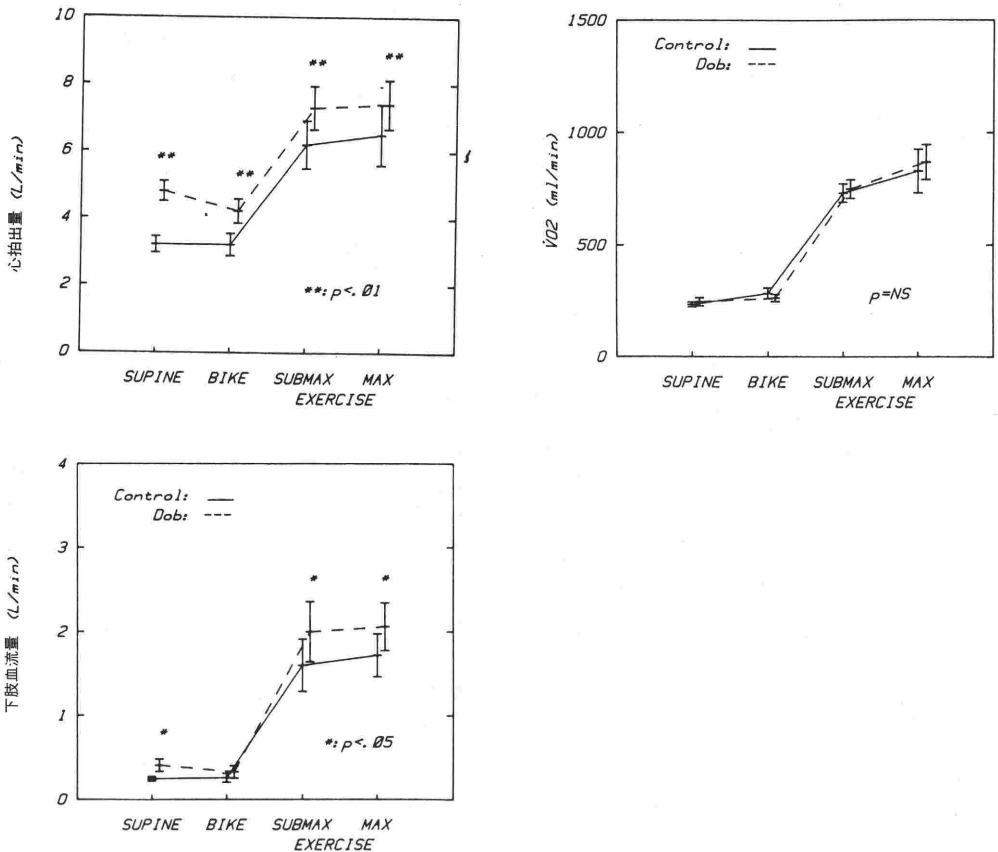 10
8
6
4
2
0
心拍出量 (L/min)
**
**
**
**
**: p<.01
SUPINE BIKE SUBMAX MAX
EXERCISE
1500
1000
500
0
V̇O2 (ml/min)
Control:
Dob:
p=NS
SUPINE BIKE SUBMAX MAX
EXERCISE
4
3
2
1
0
下肢血流量 (L/min)
Control:
Dob:
*
*
*
*: p<.05
SUPINE BIKE SUBMAX MAX
EXERCISE